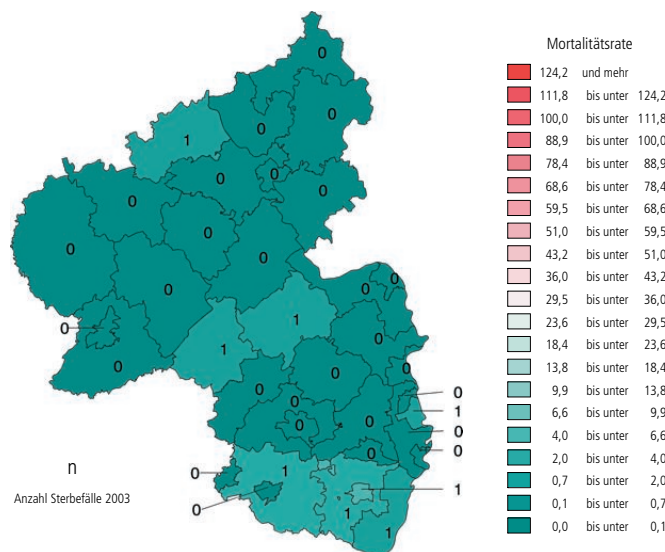 0
0
0
1
0
0
0
0
0
0
0
0
0
0
1
0
0
1
0
0
0
0
0
0
1
0
0
0
0
0
1
0
1
0
1
1
n
Anzahl Sterbefälle 2003
Mortalitätsrate
124,2 und mehr
111,8 bis unter 124,2
100,0 bis unter 111,8
88,9 bis unter 100,0
78,4 bis unter 88,9
68,6 bis unter 78,4
59,5 bis unter 68,6
51,0 bis unter 59,5
43,2 bis unter 51,0
36,0 bis unter 43,2
29,5 bis unter 36,0
23,6 bis unter 29,5
18,4 bis unter 23,6
13,8 bis unter 18,4
9,9 bis unter 13,8
6,6 bis unter 9,9
4,0 bis unter 6,6
2,0 bis unter 4,0
0,7 bis unter 2,0
0,1 bis unter 0,7
0,0 bis unter 0,1